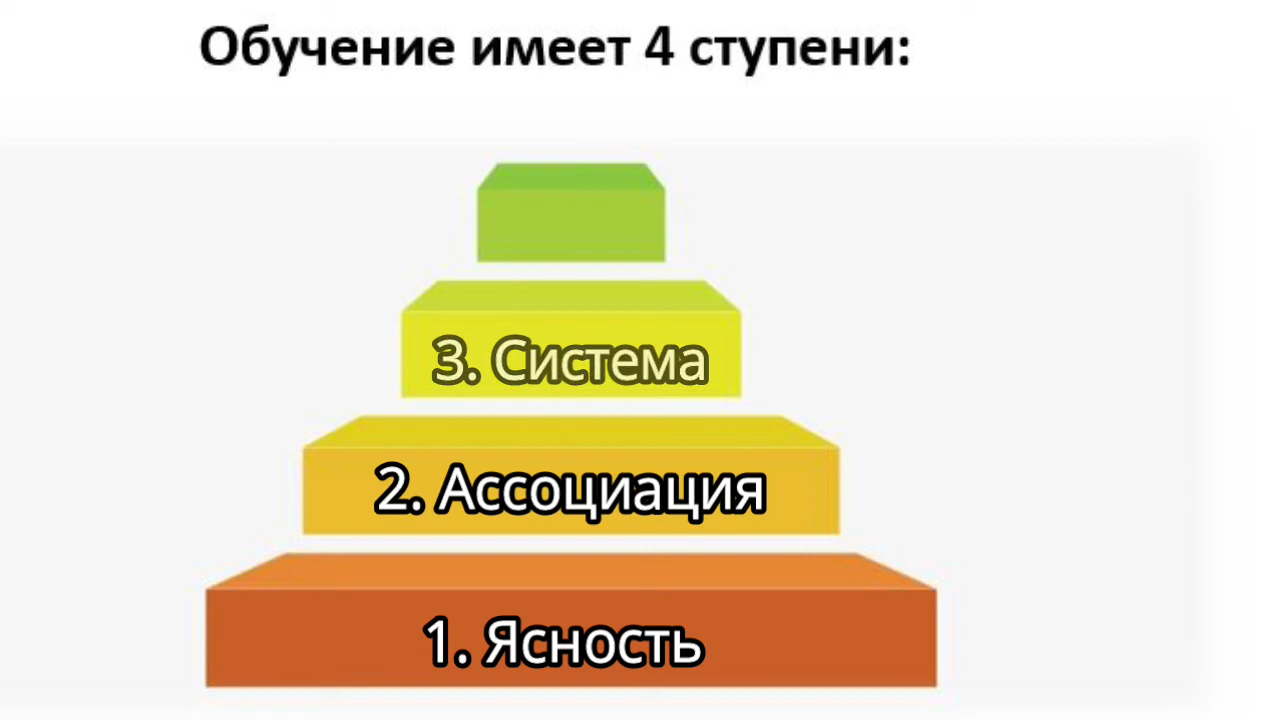 Обучение имеет 4 ступени:
3. Система
2. Ассоциация
1. Ясность